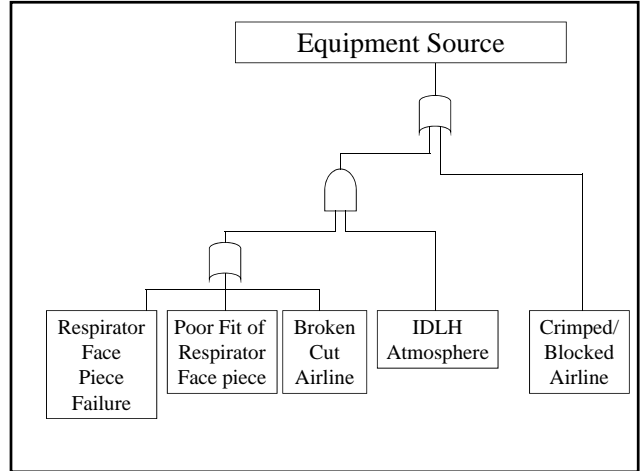 Equipment Source
Respirator
Face
Piece
Failure
Poor Fit of
Respirator
Face piece
Broken
Cut
Airline
IDLH
Atmosphere
Crimped/
Blocked
Airline